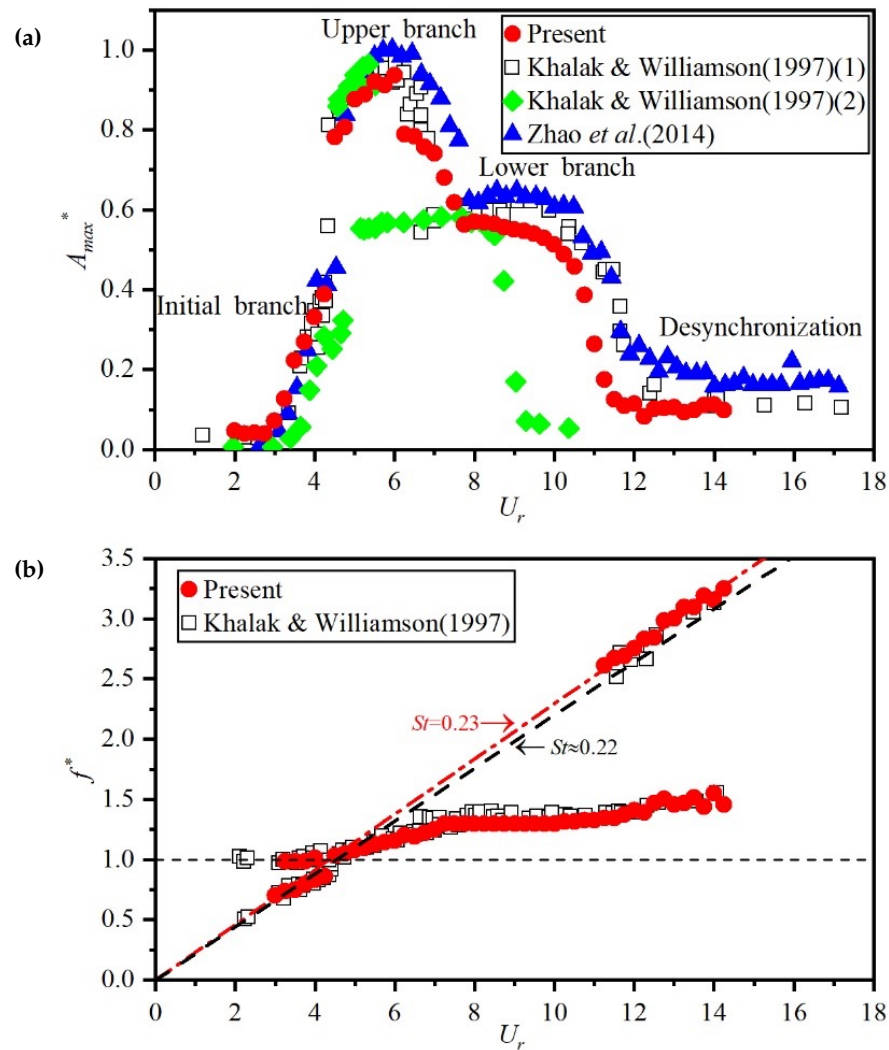 (a)
Upper branch
Present
Khalak & Williamson(1997)(1)
Khalak & Williamson(1997)(2)
Zhao et al.(2014)
Lower branch
Initial branch
Desynchronization
1.0
0.8
0.6
0.4
0.2
0.0
A_max*
0 2 4 6 8 10 12 14 16 18
U_r
(b)
Present
Khalak & Williamson(1997)
St=0.23
St≈0.22
3.5
3.0
2.5
2.0
1.5
1.0
0.5
0.0
f*
0 2 4 6 8 10 12 14 16 18
U_r